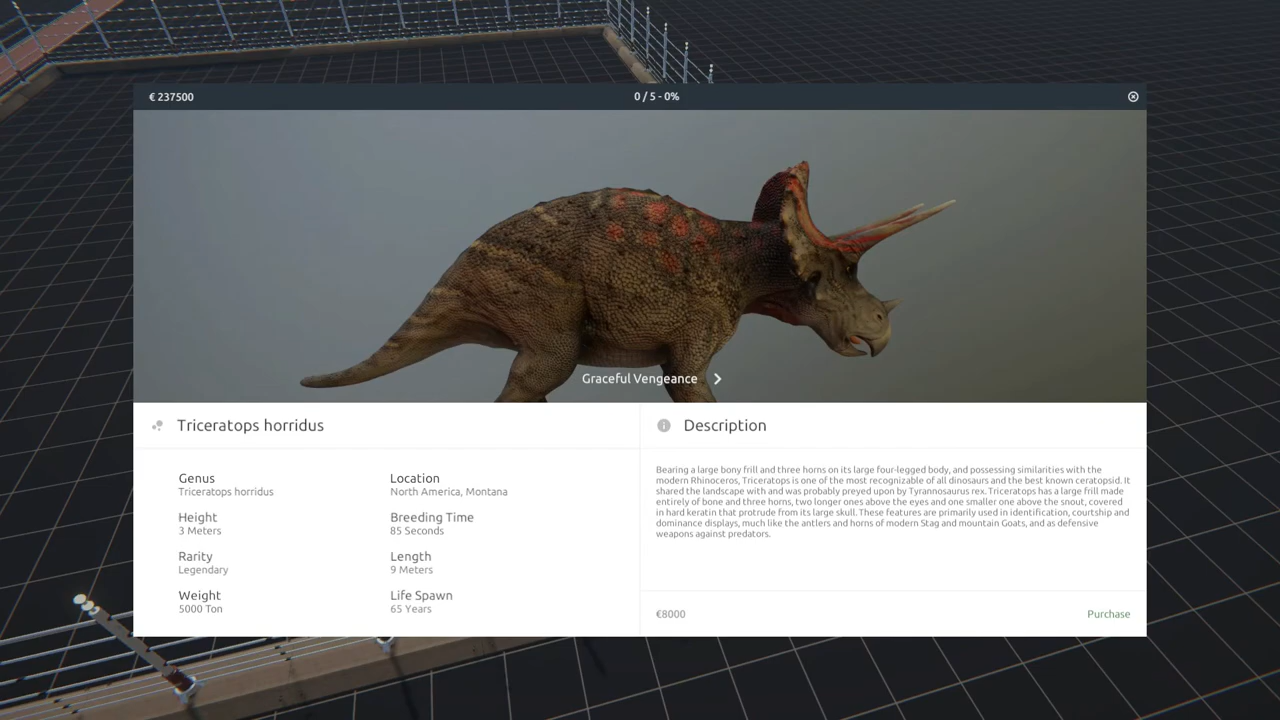 € 237500
0 / 5 - 0%
Graceful Vengeance
Triceratops horridus
Genus
Triceratops horridus
Location
North America, Montana
Height
3 Meters
Breeding Time
85 Seconds
Rarity
Legendary
Length
9 Meters
Weight
5000 Ton
Life Spawn
65 Years
Description
Bearing a large bony frill and three horns on its large four-legged body, and possessing similarities with the
modern Rhinoceros, Triceratops is one of the most recognizable of all dinosaurs and the best known ceratopsid. It
shared the landscape with and was probably preyed upon by Tyrannosaurus rex. Triceratops has a large frill made
entirely of bone and three horns, two longer ones above the eyes and one smaller one above the snout, covered
in hard keratin that protrude from its large skull. These features are primarily used in identification, courtship and
dominance displays, much like the antlers and horns of modern Stag and mountain Goats, and as defensive
weapons against predators.
€8000
Purchase